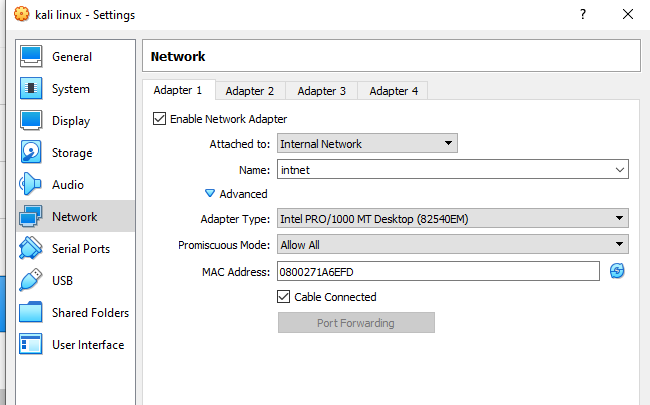 kali linux - Settings
General
System
Display
Storage
Audio
Network
Serial Ports
USB
Shared Folders
User Interface
Network
Adapter 1 Adapter 2 Adapter 3 Adapter 4
Enable Network Adapter
Attached to: Internal Network
Name: intnet
Advanced
Adapter Type: Intel PRO/1000 MT Desktop (82540EM)
Promiscuous Mode: Allow All
MAC Address: 0800271A6EFD
Cable Connected
Port Forwarding